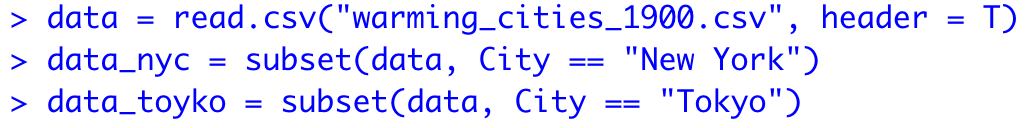 > data = read.csv("warming_cities_1900.csv", header = T)
> data_nyc = subset(data, City == "New York")
> data_toyko = subset(data, City == "Tokyo")